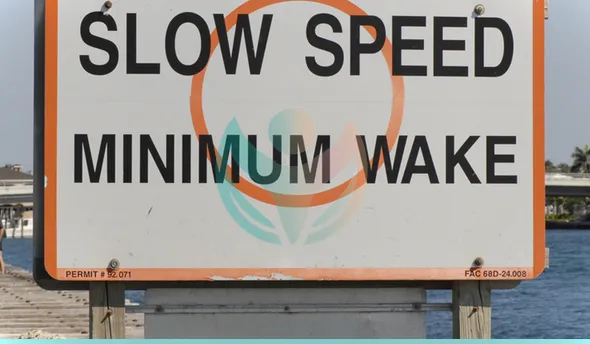 SLOW SPEED
MINIMUM WAKE
PERMIT # 92.071 FAC 68D-24.008